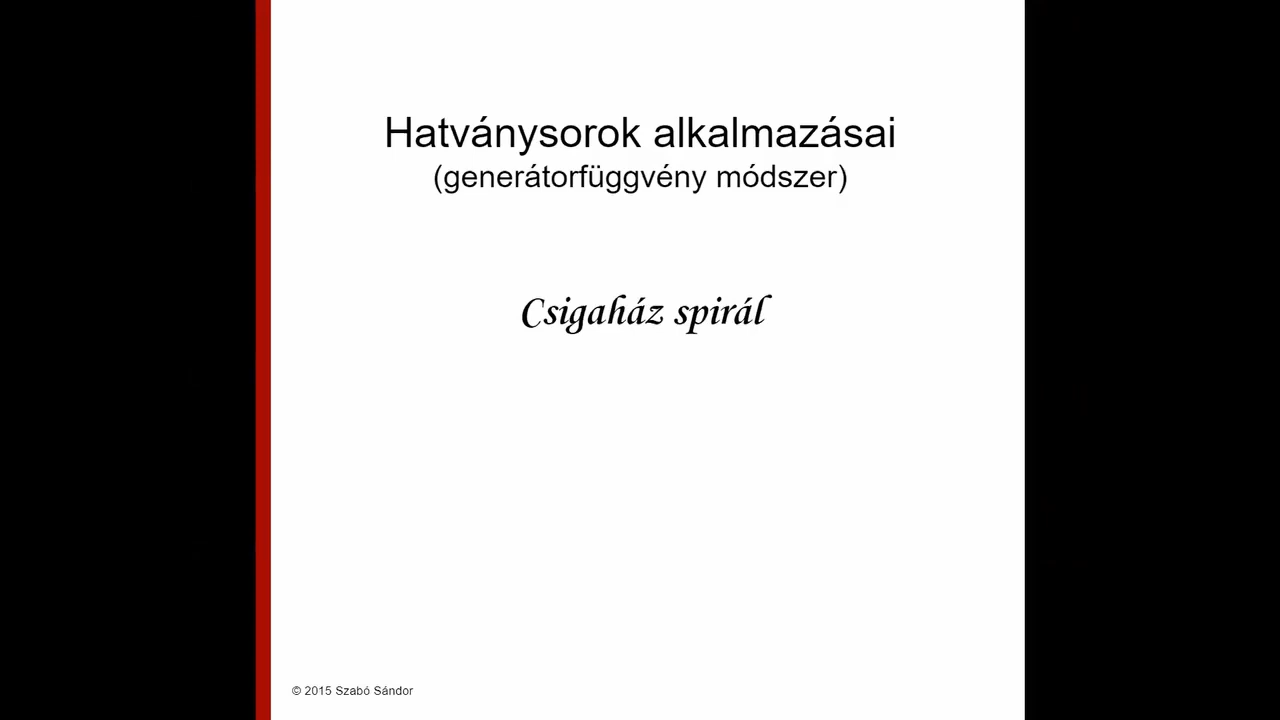 Hatványsorok alkalmazásai
(generátorfüggvény módszer)
Csigaház spirál
© 2015 Szabó Sándor